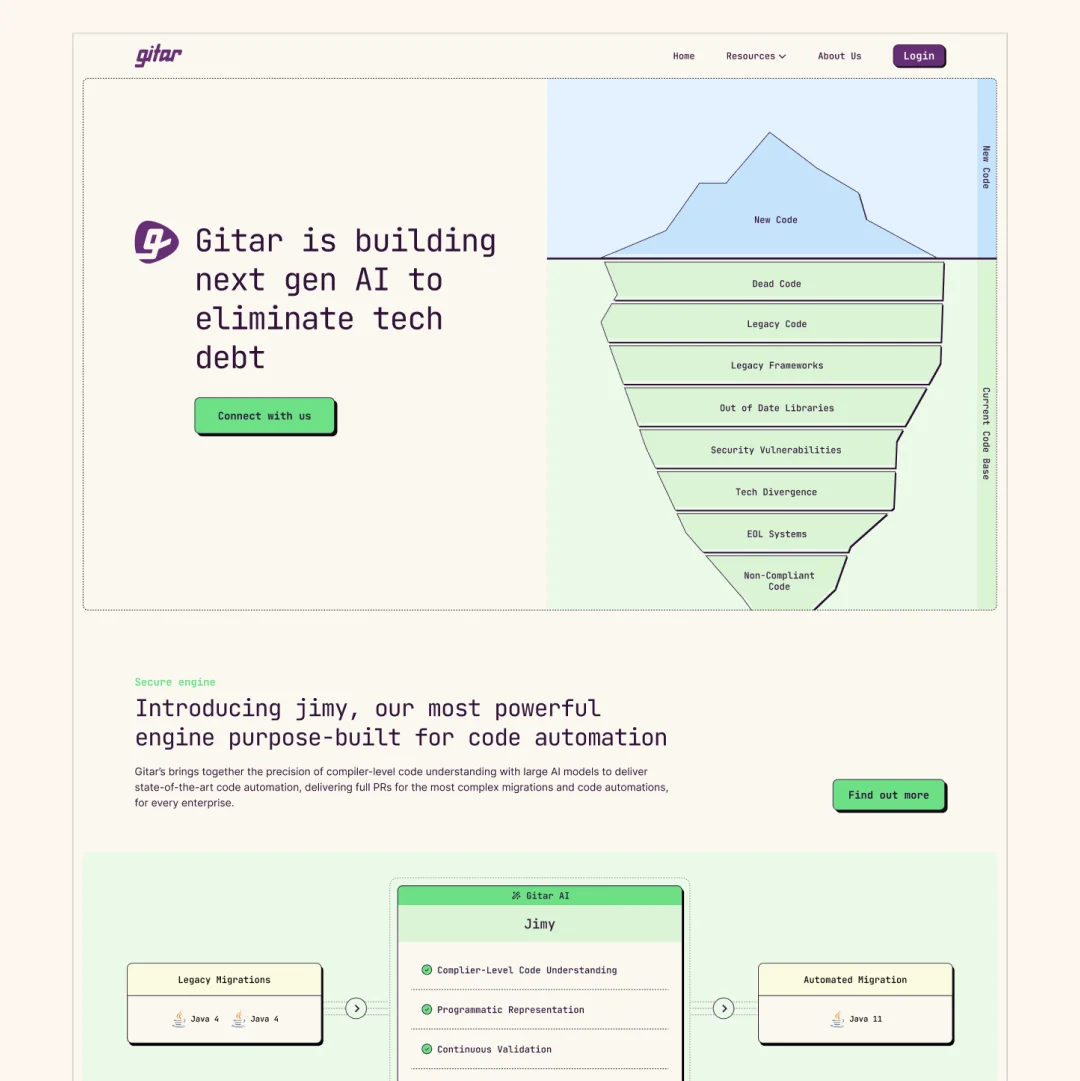 gitar
Home Resources About Us Login
Gitar is building
next gen AI to
eliminate tech
debt
Connect with us
New Code
New Code
Dead Code
Legacy Code
Legacy Frameworks
Out of Date Libraries
Security Vulnerabilities
Tech Divergence
EOL Systems
Non-Compliant
Code
Current Code Base
Secure engine
Introducing jimy, our most powerful
engine purpose-built for code automation
Gitar's brings together the precision of compiler-level code understanding with large AI models to deliver
state-of-the-art code automation, delivering full PRs for the most complex migrations and code automations,
for every enterprise.
Find out more
Legacy Migrations
Java 4 Java 4
Gitar AI
Jimy
Complier-Level Code Understanding
Programmatic Representation
Continuous Validation
Automated Migration
Java 11